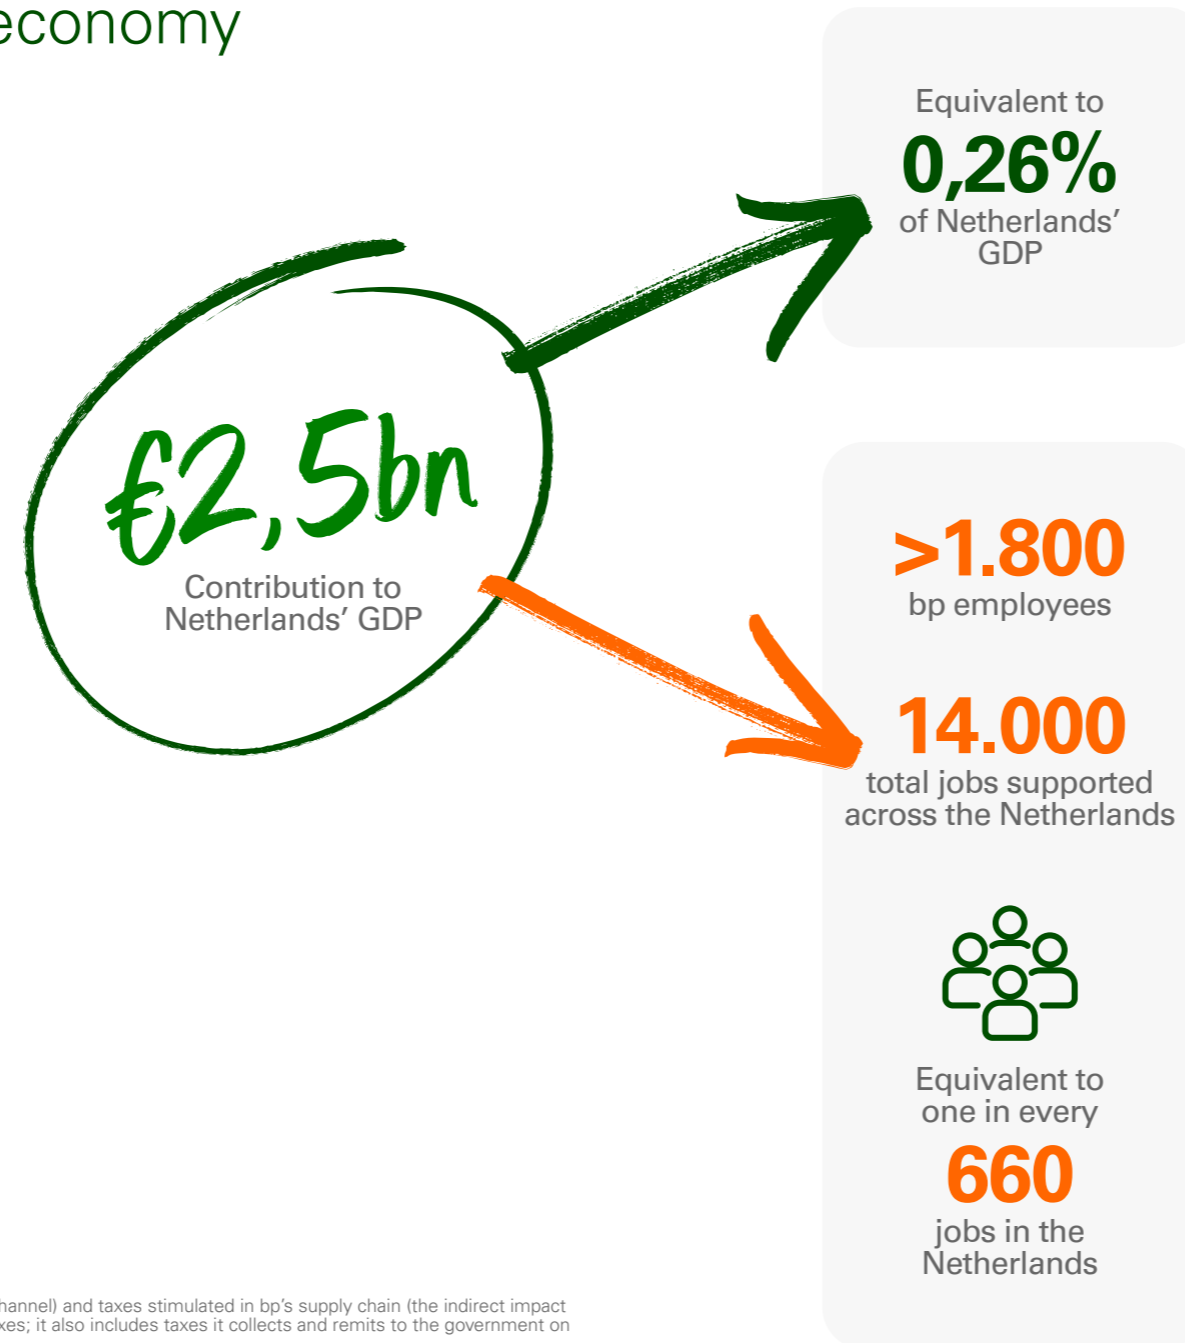 economy
Equivalent to
0,26%
of Netherlands'
GDP
€2,5bn
Contribution to
Netherlands' GDP
>1.800
bp employees
14.000
total jobs supported
across the Netherlands
Equivalent to
one in every
660
jobs in the
Netherlands
and taxes stimulated in bp's supply chain (the indirect impact
it also includes taxes it collects and remits to the government on